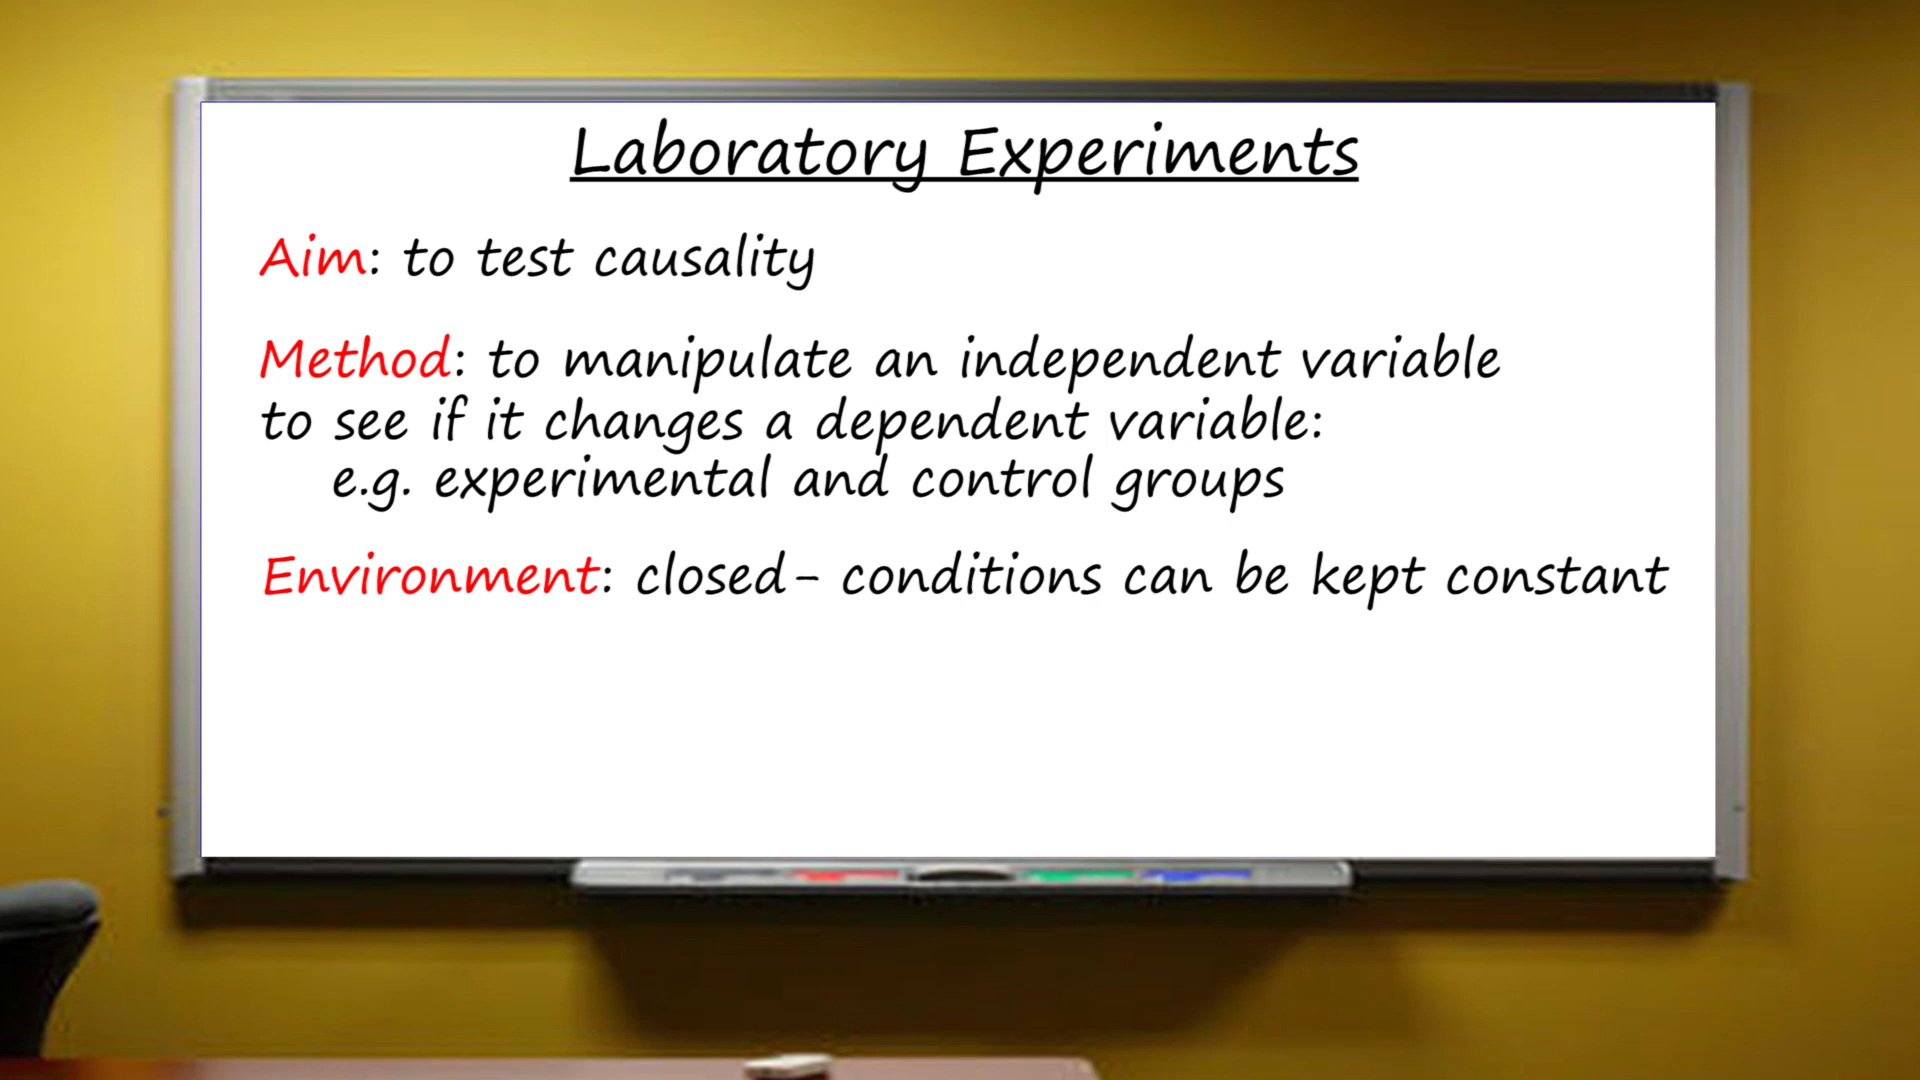 Laboratory Experiments
Aim: to test causality
Method: to manipulate an independent variable
to see if it changes a dependent variable:
e.g. experimental and control groups
Environment: closed - conditions can be kept constant